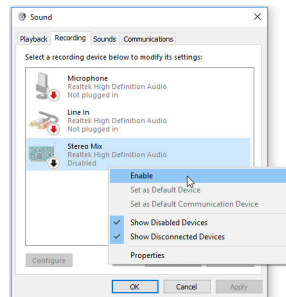 Sound
Playback Recording Sounds Communications
Select a recording device below to modify its settings:
Microphone
Realtek High Definition Audio
Not plugged in
Line In
Realtek High Definition Audio
Not plugged in
Stereo Mix
Realtek High Definition Audio
Disabled
Enable
Set as Default Device
Set as Default Communication Device
Show Disabled Devices
Show Disconnected Devices
Properties
Configure
OK Cancel Apply